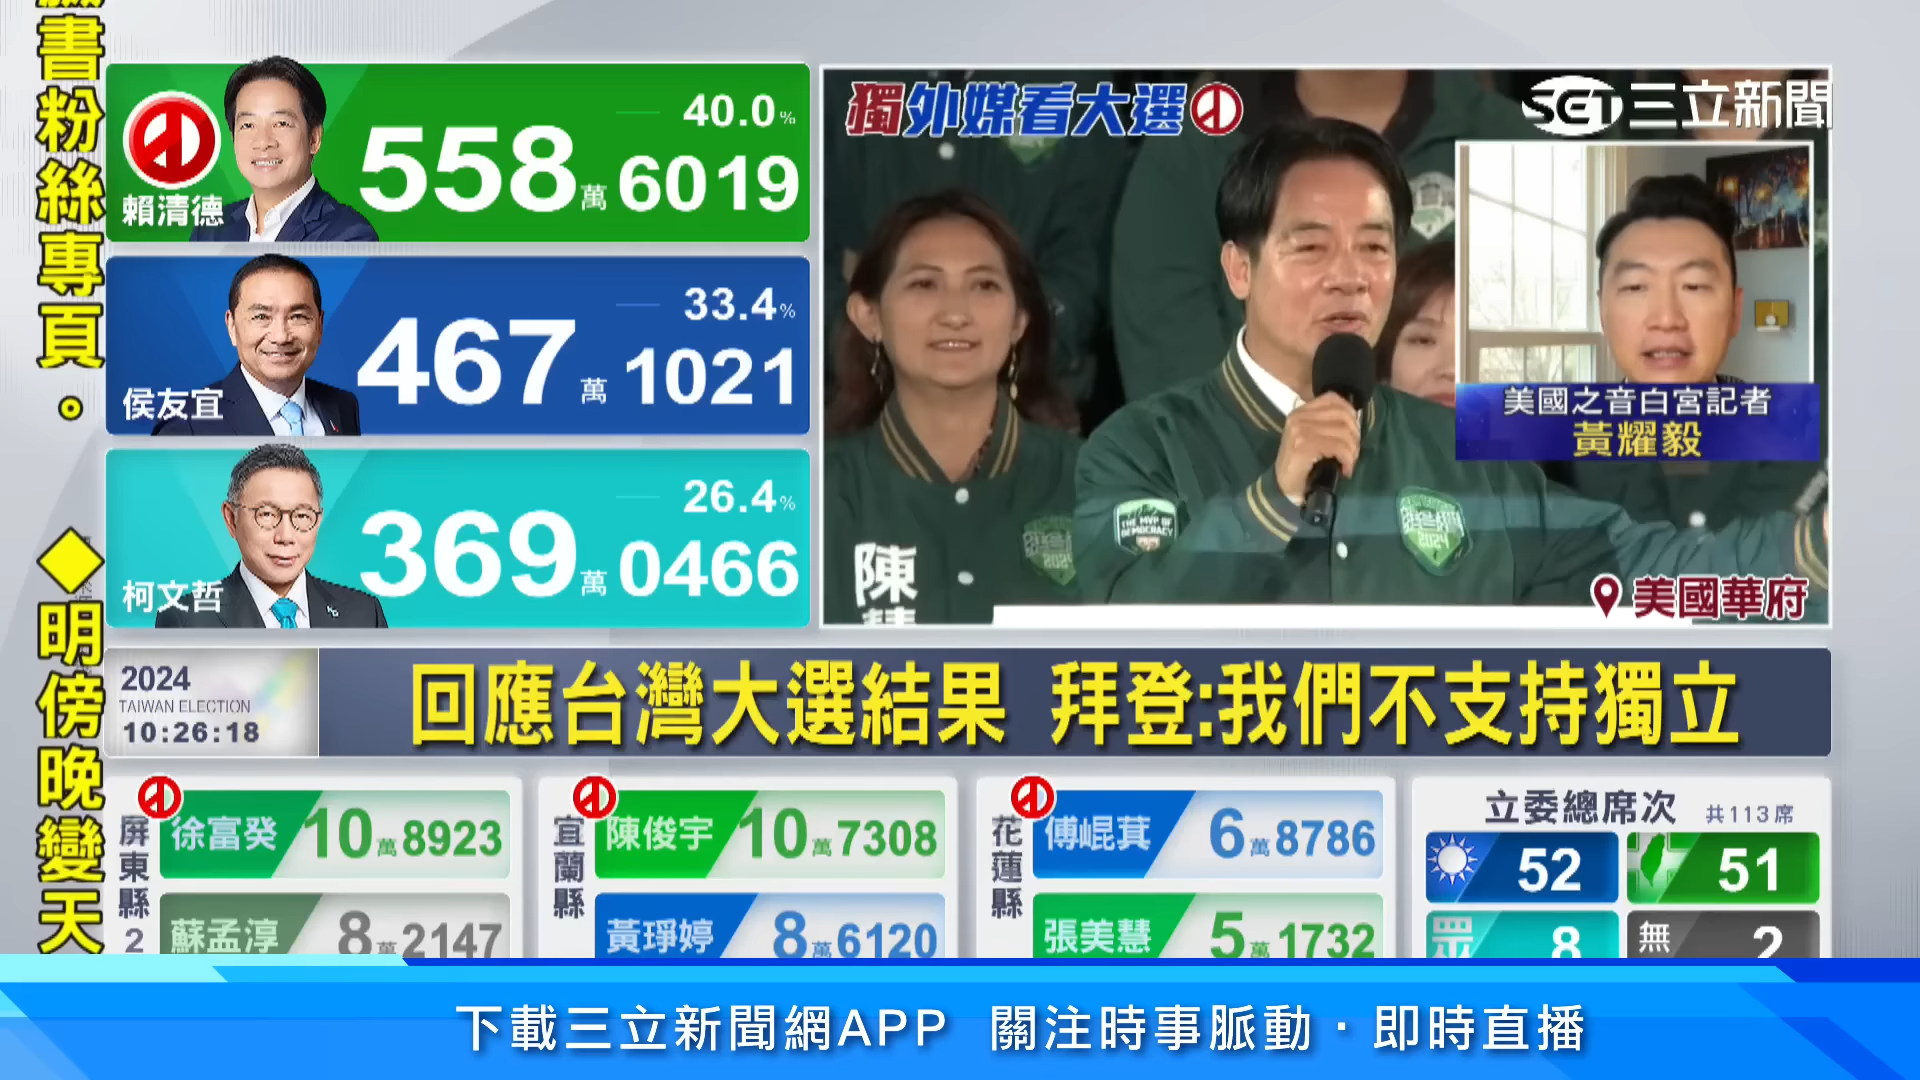 臉書粉絲專頁。 ◆明傍晚變天
賴清德
40.0%
558萬6019
侯友宜
33.4%
467萬1021
柯文哲
26.4%
369萬0466
獨外媒看大選
SET三立新聞
美國之音白宮記者
黃耀毅
THE MVP OF
DEMOCRACY
2024
2024
陳
美國華府
2024
TAIWAN ELECTION
10:26:18
回應台灣大選結果 拜登:我們不支持獨立
屏東縣2
徐富癸 10萬8923
蘇孟淳 8萬2147
宜蘭縣
陳俊宇 10萬7308
黃琤婷 8萬6120
花蓮縣
傅崐萁 6萬8786
張美慧 5萬1732
立委總席次 共113席
52
51
眾 8
無 2
下載三立新聞網APP 關注時事脈動·即時直播